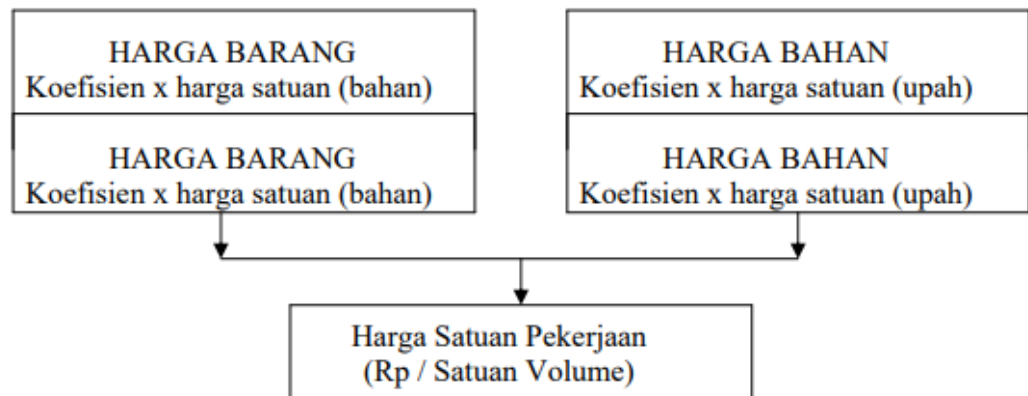 HARGA BARANG
Koefisien x harga satuan (bahan)
HARGA BARANG
Koefisien x harga satuan (bahan)
HARGA BAHAN
Koefisien x harga satuan (upah)
HARGA BAHAN
Koefisien x harga satuan (upah)
Harga Satuan Pekerjaan
(Rp / Satuan Volume)